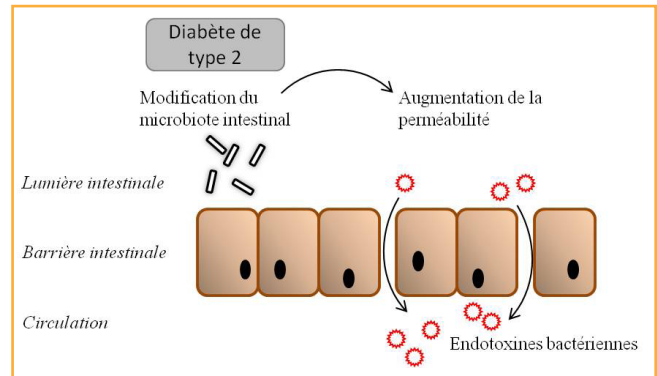 Diabète de
type 2
Modification du
microbiote intestinal
Augmentation de la
perméabilité
Lumière intestinale
Barrière intestinale
Circulation
Endotoxines bactériennes